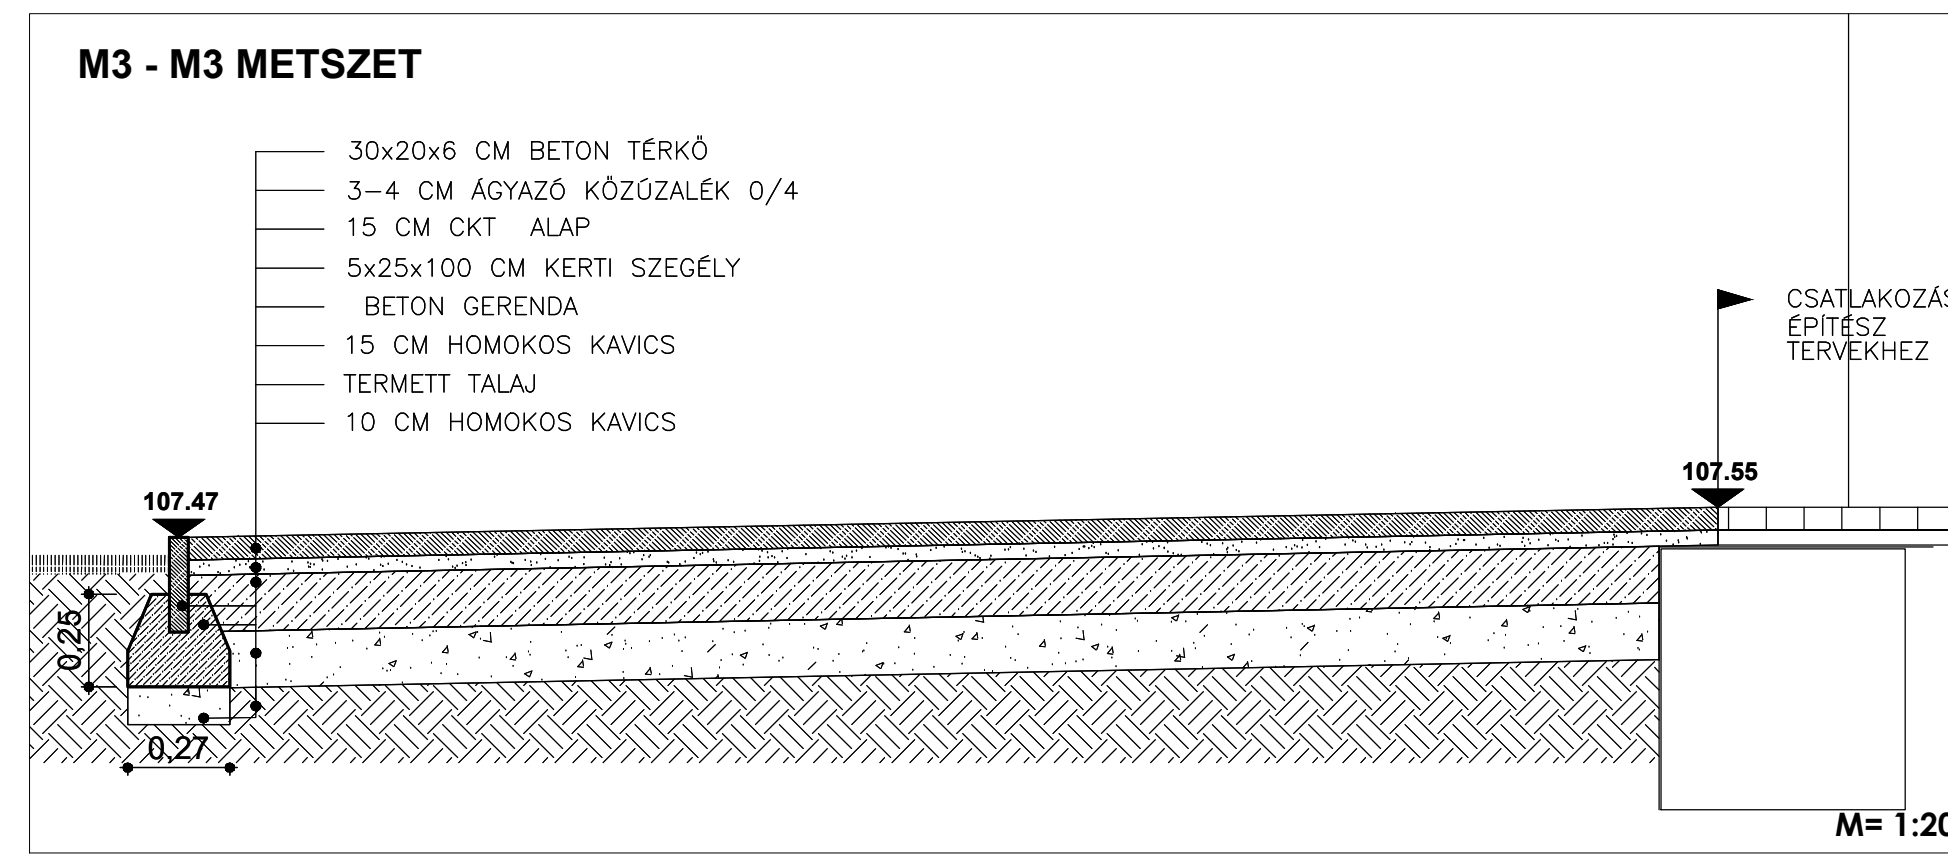 M3 - M3 METSZET
30x20x6 CM BETON TÉRKŐ
3-4 CM ÁGYAZÓ KŐZÚZALÉK 0/4
15 CM CKT ALAP
5x25x100 CM KERTI SZEGÉLY
BETON GERENDA
15 CM HOMOKOS KAVICS
TERMETT TALAJ
10 CM HOMOKOS KAVICS
CSATLAKOZÁS
ÉPÍTÉSZ
TERVEKHEZ
107.47
107.55
0,25
0,27
M= 1:20